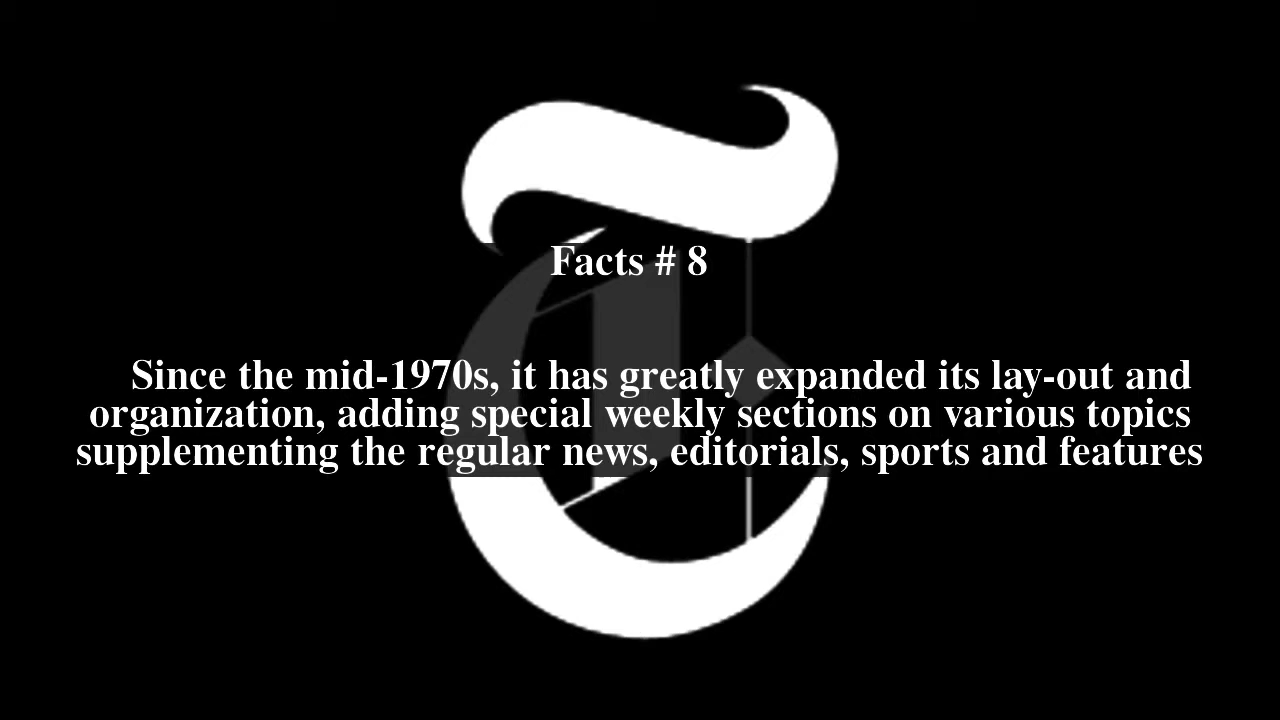 Facts # 8
Since the mid-1970s, it has greatly expanded its lay-out and
organization, adding special weekly sections on various topics
supplementing the regular news, editorials, sports and features